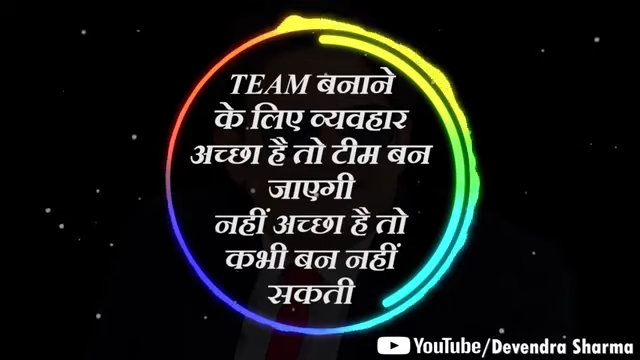 TEAM बनाने
के लिए व्यवहार
अच्छा है तो टीम बन
जाएगी
नहीं अच्छा है तो
कभी बन नहीं
सकती
YouTube/Devendra Sharma